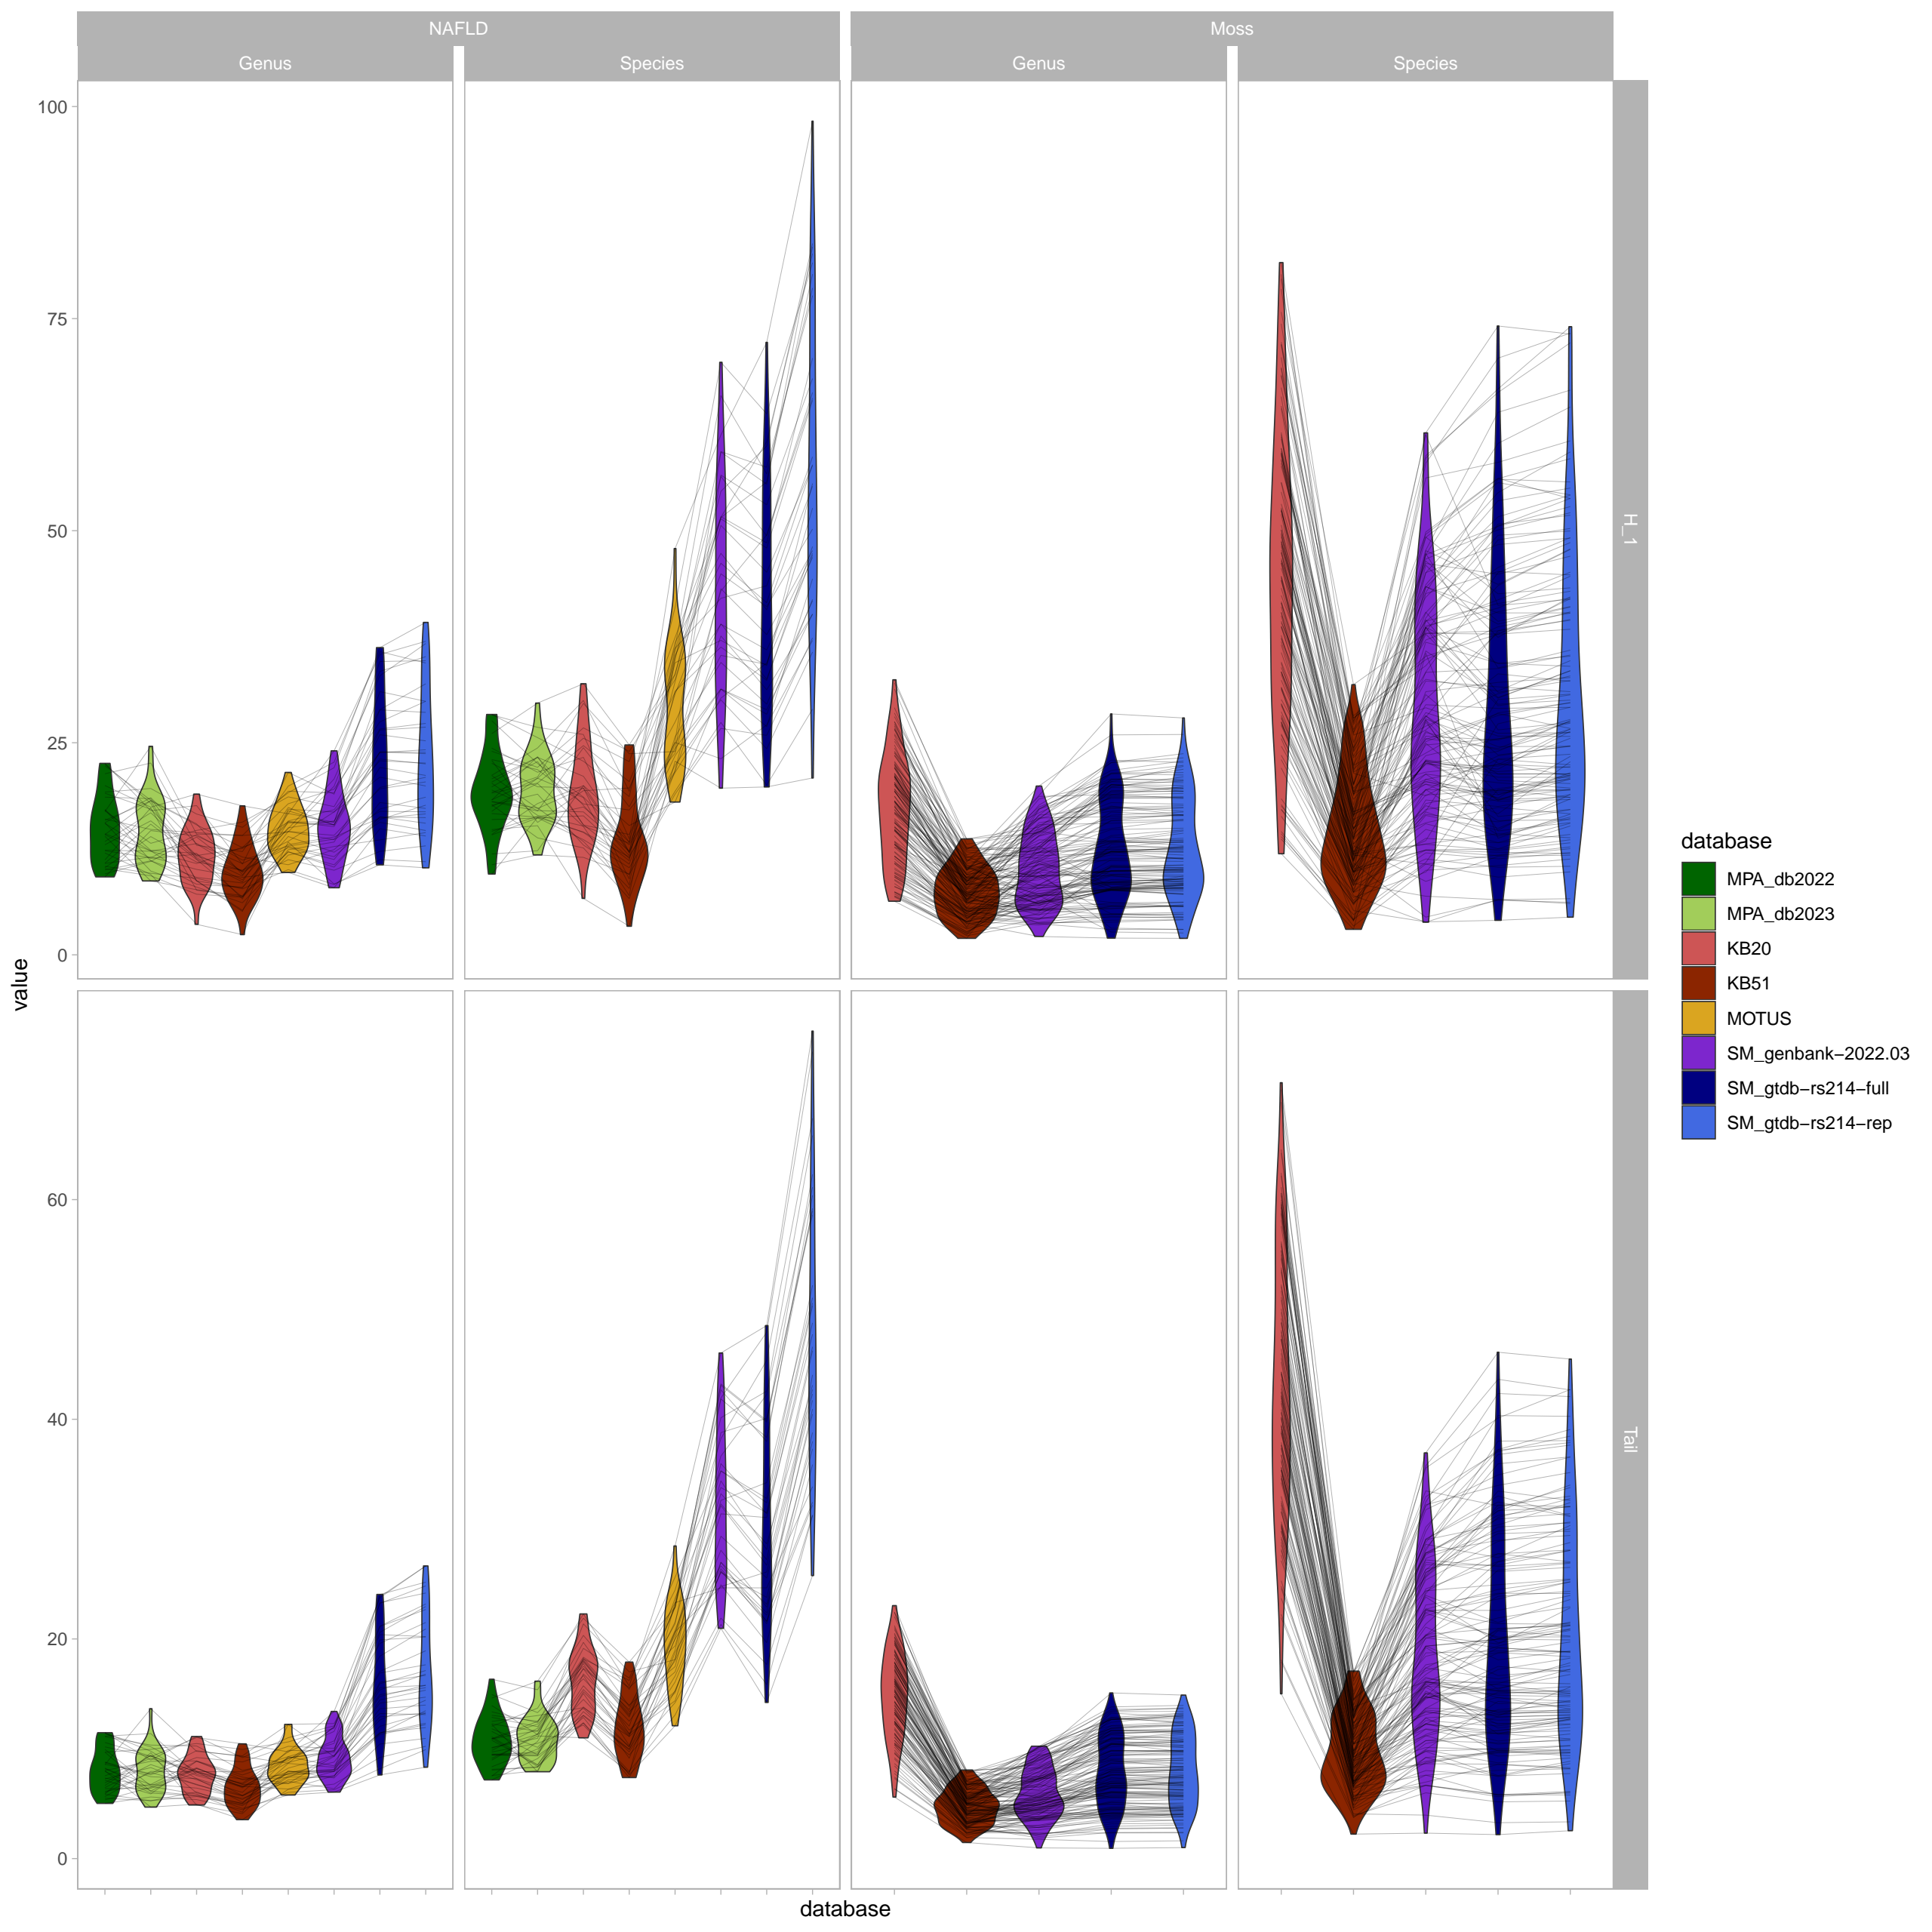 NAFLD
Moss
Genus
Species
Genus
Species
100
75
50
25
0
H_1
60
40
20
0
Tail
value
database
database
MPA_db2022
MPA_db2023
KB20
KB51
MOTUS
SM_genbank−2022.03
SM_gtdb−rs214−full
SM_gtdb−rs214−rep